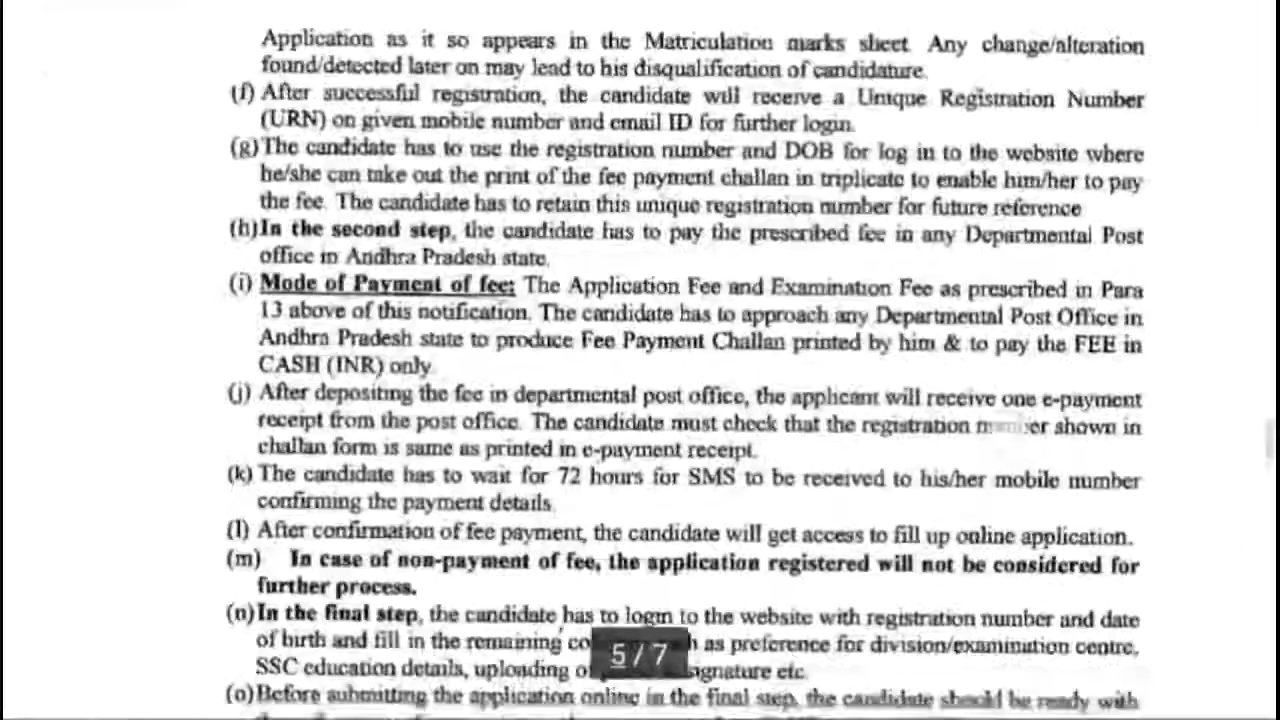 Application as it so appears in the Matriculation marks sheet. Any change/alteration
found/detected later on may lead to his disqualification of candidature.
(f) After successful registration, the candidate will receive a Unique Registration Number
(URN) on given mobile number and email ID for further login.
(g) The candidate has to use the registration number and DOB for log in to the website where
he/she can take out the print of the fee payment challan in triplicate to enable him/her to pay
the fee. The candidate has to retain this unique registration number for future reference
(h) In the second step, the candidate has to pay the prescribed fee in any Departmental Post
office in Andhra Pradesh state.
(i) Mode of Payment of fee: The Application Fee and Examination Fee as prescribed in Para
13 above of this notification. The candidate has to approach any Departmental Post Office in
Andhra Pradesh state to produce Fee Payment Challan printed by him & to pay the FEE in
CASH (INR) only.
(j) After depositing the fee in departmental post office, the applicant will receive one e-payment
receipt from the post office. The candidate must check that the registration shown in
challan form is same as printed in e-payment receipt.
(k) The candidate has to wait for 72 hours for SMS to be received to his/her mobile number
confirming the payment details.
(l) After confirmation of fee payment, the candidate will get access to fill up online application.
(m) In case of non-payment of fee, the application registered will not be considered for
further process.
(n) In the final step, the candidate has to login to the website with registration number and date
of birth and fill in the remaining as preference for division/examination centre,
SSC education details, uploading etc.
5 / 7
(o) Before submitting the application online in the final step, the candidate should be ready with